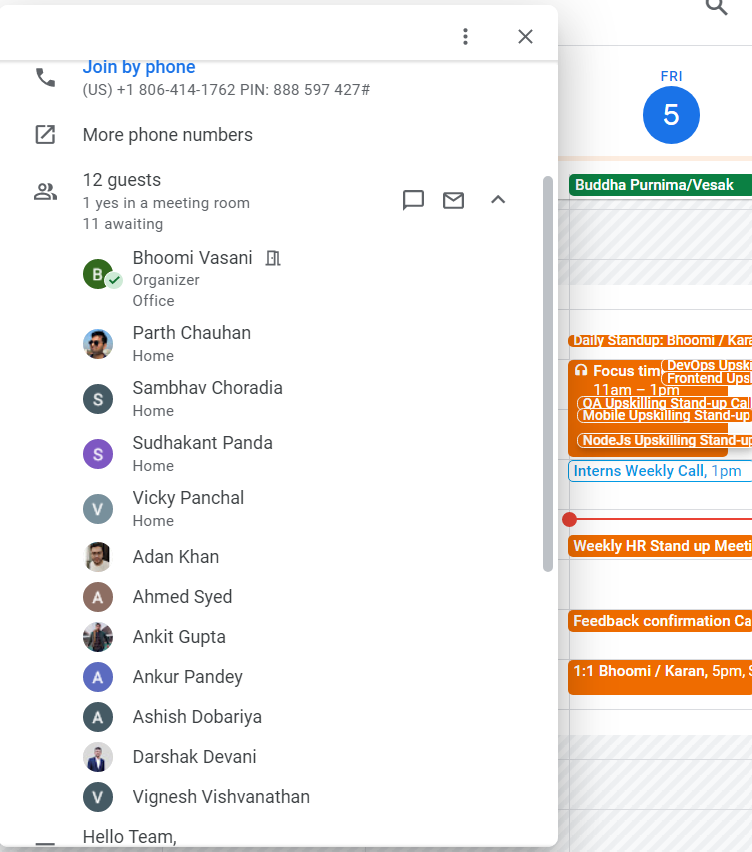 Join by phone
(US) +1 806-414-1762 PIN: 888 597 427#
More phone numbers
12 guests
1 yes in a meeting room
11 awaiting
B
Bhoomi Vasani
Organizer
Office
Parth Chauhan
Home
S
Sambhav Choradia
Home
S
Sudhakant Panda
Home
V
Vicky Panchal
Home
Adan Khan
A
Ahmed Syed
Ankit Gupta
A
Ankur Pandey
A
Ashish Dobariya
Darshak Devani
V
Vignesh Vishvanathan
Hello Team,
FRI
5
Buddha Purnima/Vesak
Daily Standup: Bhoomi / Kara
Focus tim
11am – 1pm
DevOps Upski
Frontend Ups
QA Upskilling Stand-up Cal
Mobile Upskilling Stand-up
NodeJs Upskilling Stand-u
Interns Weekly Call, 1pm
Weekly HR Stand up Meeti
Feedback confirmation Ca
1:1 Bhoomi / Karan, 5pm,